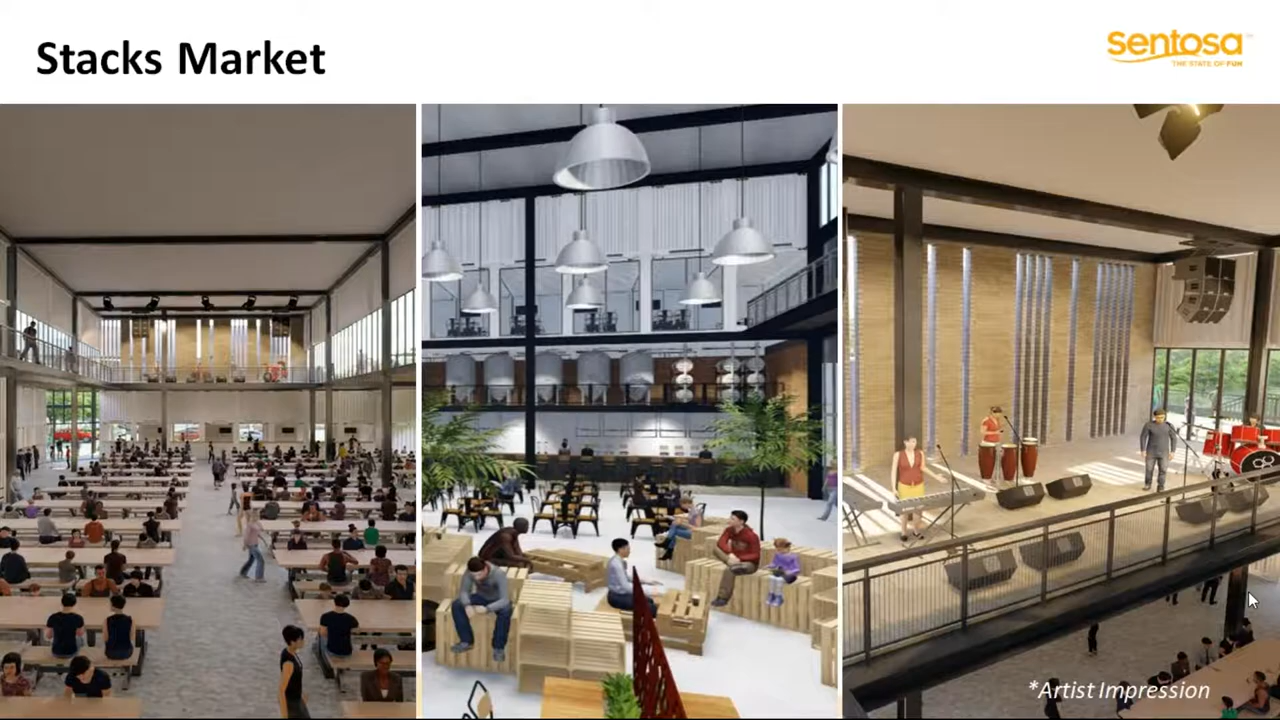 Stacks Market
sentosa
THE STATE OF FUN
*Artist Impression